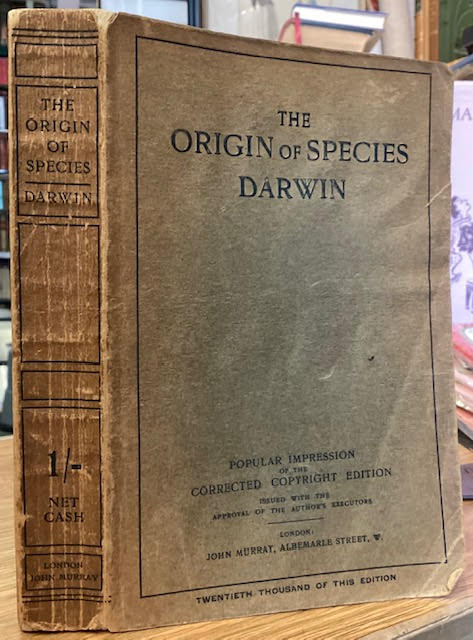 THE
ORIGIN
OF
SPECIES
DARWIN
1/-
NET
CASH
LONDON
JOHN MURRAY
THE
ORIGIN OF SPECIES
DARWIN
POPULAR IMPRESSION
OF THE
CORRECTED COPYRIGHT EDITION
ISSUED WITH THE
APPROVAL OF THE AUTHOR'S EXECUTORS
LONDON:
JOHN MURRAY, ALBEMARLE STREET, W.
TWENTIETH THOUSAND OF THIS EDITION
MA